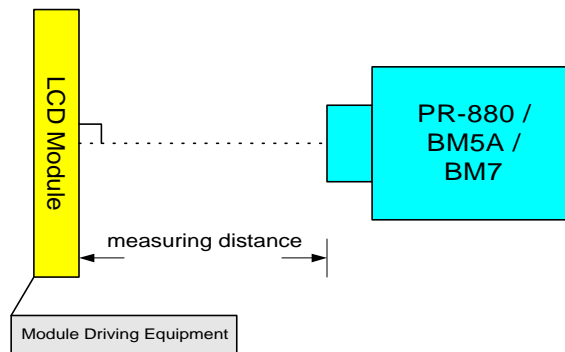 LCD Module
PR-880 /
BM5A /
BM7
measuring distance
Module Driving Equipment